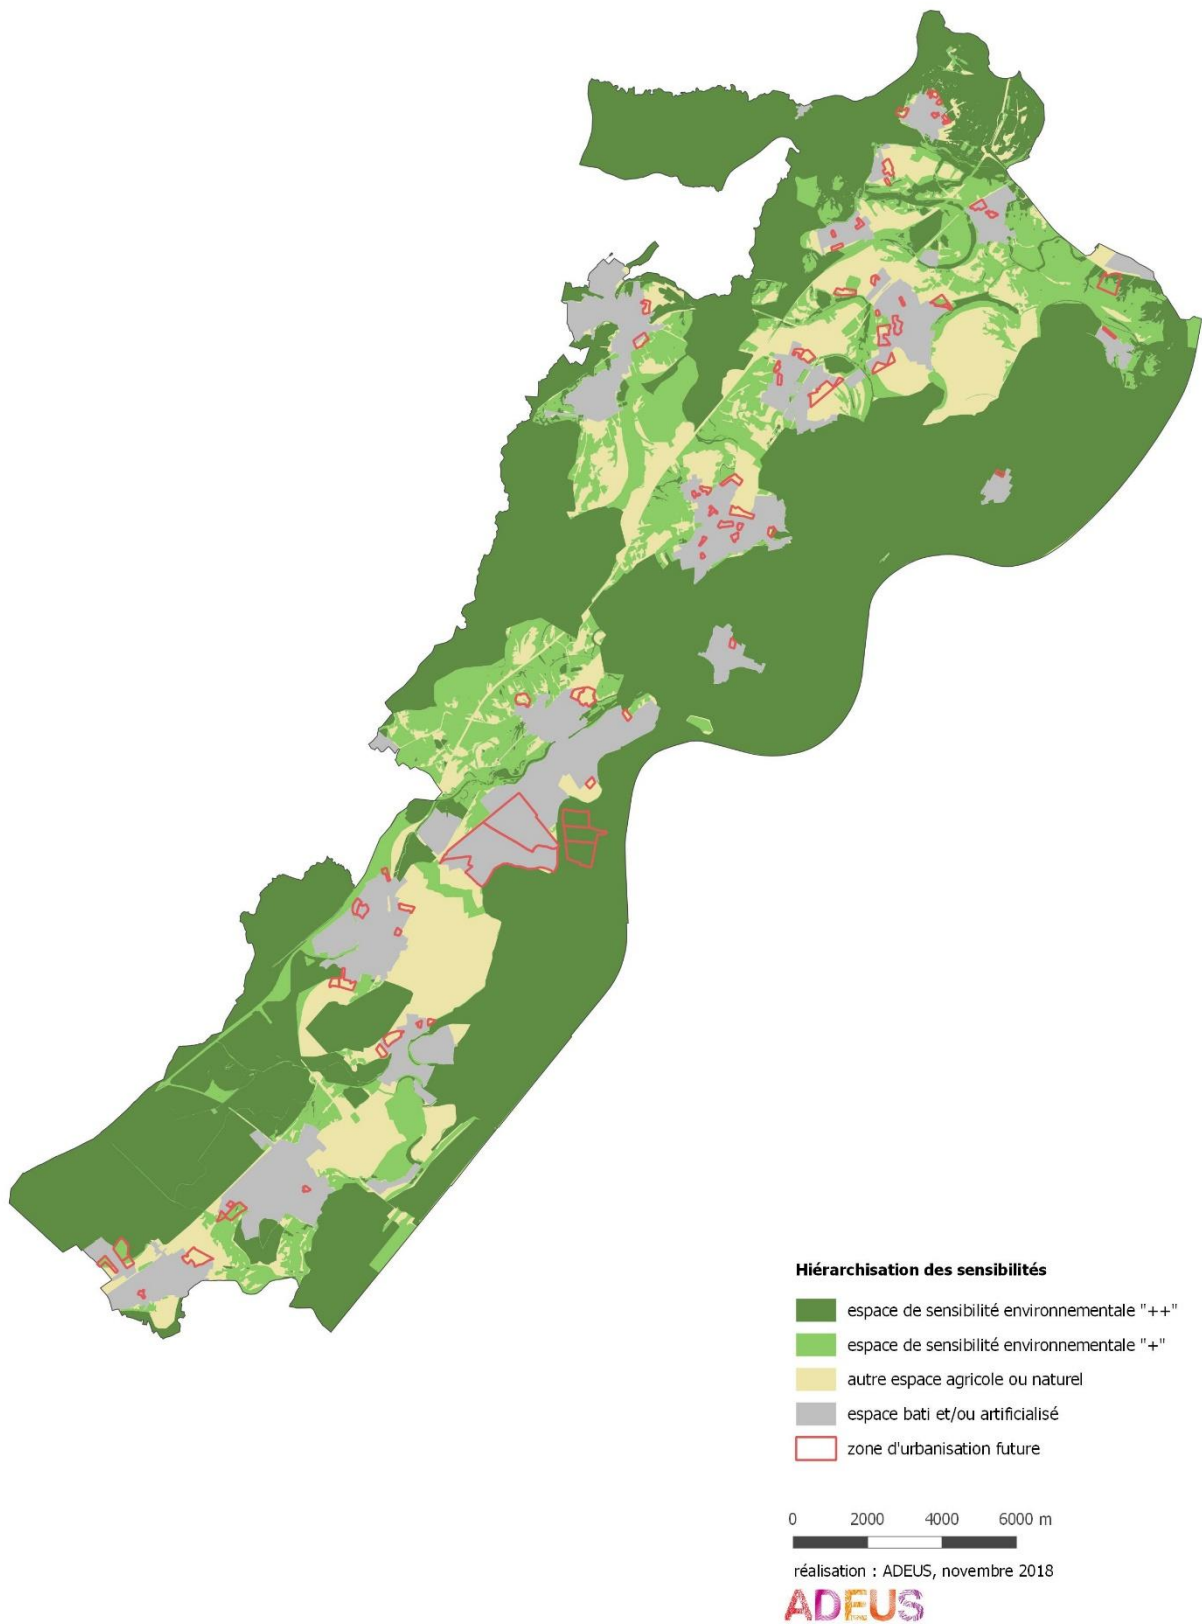 Hiérarchisation des sensibilités
espace de sensibilité environnementale "++"
espace de sensibilité environnementale "+"
autre espace agricole ou naturel
espace bati et/ou artificialisé
zone d'urbanisation future
0 2000 4000 6000 m
réalisation : ADEUS, novembre 2018
ADEUS